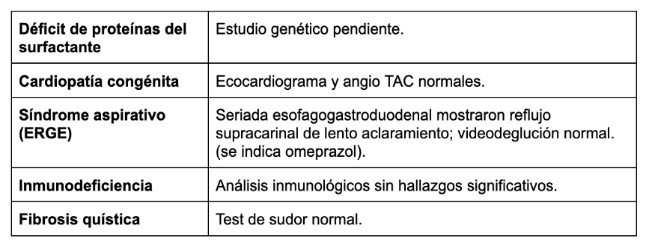 Déficit de proteínas del
surfactante
Estudio genético pendiente.
Cardiopatía congénita
Ecocardiograma y angio TAC normales.
Síndrome aspirativo
(ERGE)
Seriada esofagogastroduodenal mostraron reflujo
supracarinal de lento aclaramiento; videodeglución normal.
(se indica omeprazol).
Inmunodeficiencia
Análisis inmunológicos sin hallazgos significativos.
Fibrosis quística
Test de sudor normal.